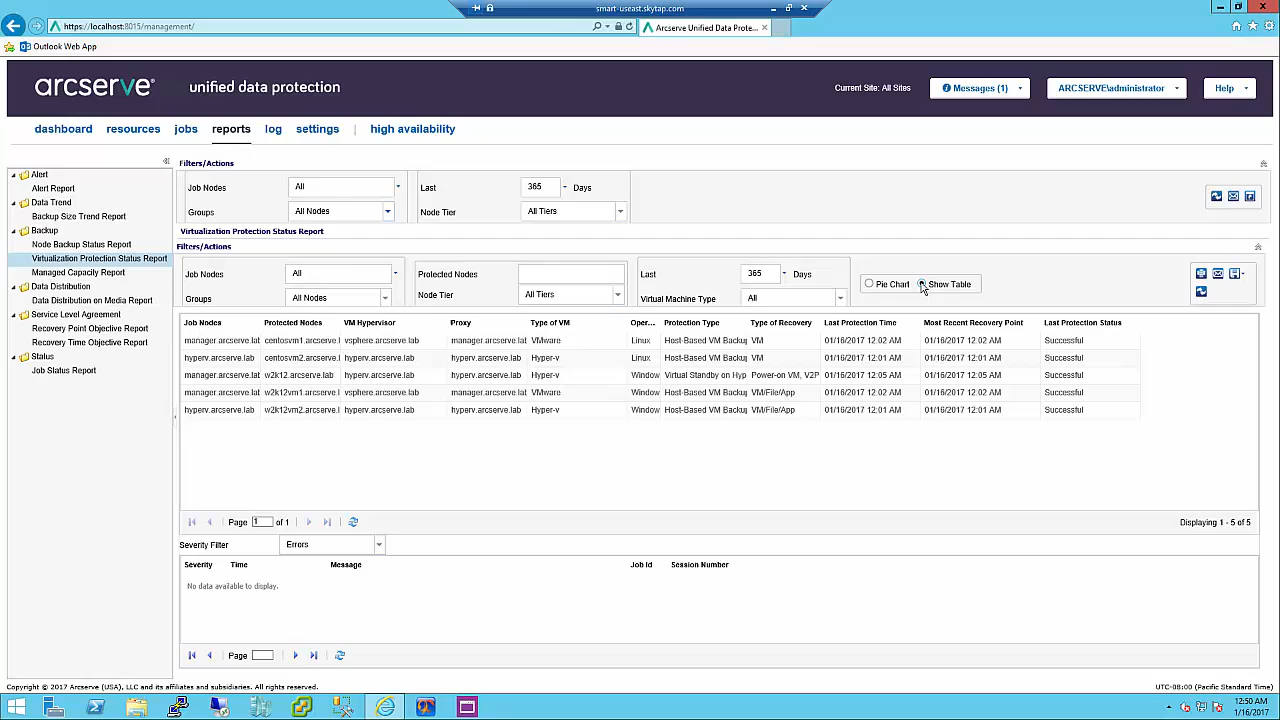 smart-useast.skytap.com
https://localhost:8015/management/
Arcserve Unified Data Prote...
Outlook Web App
arcserve® unified data protection
Current Site: All Sites
Messages (1)
ARCSERVE\administrator
Help
dashboard resources jobs reports log settings | high availability
Alert
Alert Report
Data Trend
Backup Size Trend Report
Backup
Node Backup Status Report
Virtualization Protection Status Report
Managed Capacity Report
Data Distribution
Data Distribution on Media Report
Service Level Agreement
Recovery Point Objective Report
Recovery Time Objective Report
Status
Job Status Report
Filters/Actions
Job Nodes All Last 365 Days
Groups All Nodes Node Tier All Tiers
Virtualization Protection Status Report
Filters/Actions
Job Nodes All Protected Nodes Last 365 Days
Groups All Nodes Node Tier All Tiers Virtual Machine Type All
Pie Chart Show Table
Job Nodes Protected Nodes VM Hypervisor Proxy Type of VM Oper... Protection Type Type of Recovery Last Protection Time Most Recent Recovery Point Last Protection Status
manager.arcserve.lab centosvm1.arcserve.l vsphere.arcserve.lab manager.arcserve.lab VMware Linux Host-Based VM Backup VM 01/16/2017 12:02 AM 01/16/2017 12:02 AM Successful
hyperv.arcserve.lab centosvm2.arcserve.l hyperv.arcserve.lab hyperv.arcserve.lab Hyper-v Linux Host-Based VM Backup VM 01/16/2017 12:01 AM 01/16/2017 12:01 AM Successful
manager.arcserve.lab w2k12.arcserve.lab hyperv.arcserve.lab hyperv.arcserve.lab Hyper-v Window Virtual Standby on Hyp Power-on VM, V2P 01/16/2017 12:05 AM 01/16/2017 12:05 AM Successful
manager.arcserve.lab w2k12vm1.arcserve.l vsphere.arcserve.lab manager.arcserve.lab VMware Window Host-Based VM Backup VM/File/App 01/16/2017 12:02 AM 01/16/2017 12:02 AM Successful
hyperv.arcserve.lab w2k12vm2.arcserve.l hyperv.arcserve.lab hyperv.arcserve.lab Hyper-v Window Host-Based VM Backup VM/File/App 01/16/2017 12:01 AM 01/16/2017 12:01 AM Successful
Page 1 of 1
Displaying 1 - 5 of 5
Severity Filter Errors
Severity Time Message Job Id Session Number
No data available to display.
Page
Copyright © 2017 Arcserve (USA), LLC and its affiliates and subsidiaries. All rights reserved.
UTC-08:00 (Pacific Standard Time)
12:50 AM
1/16/2017